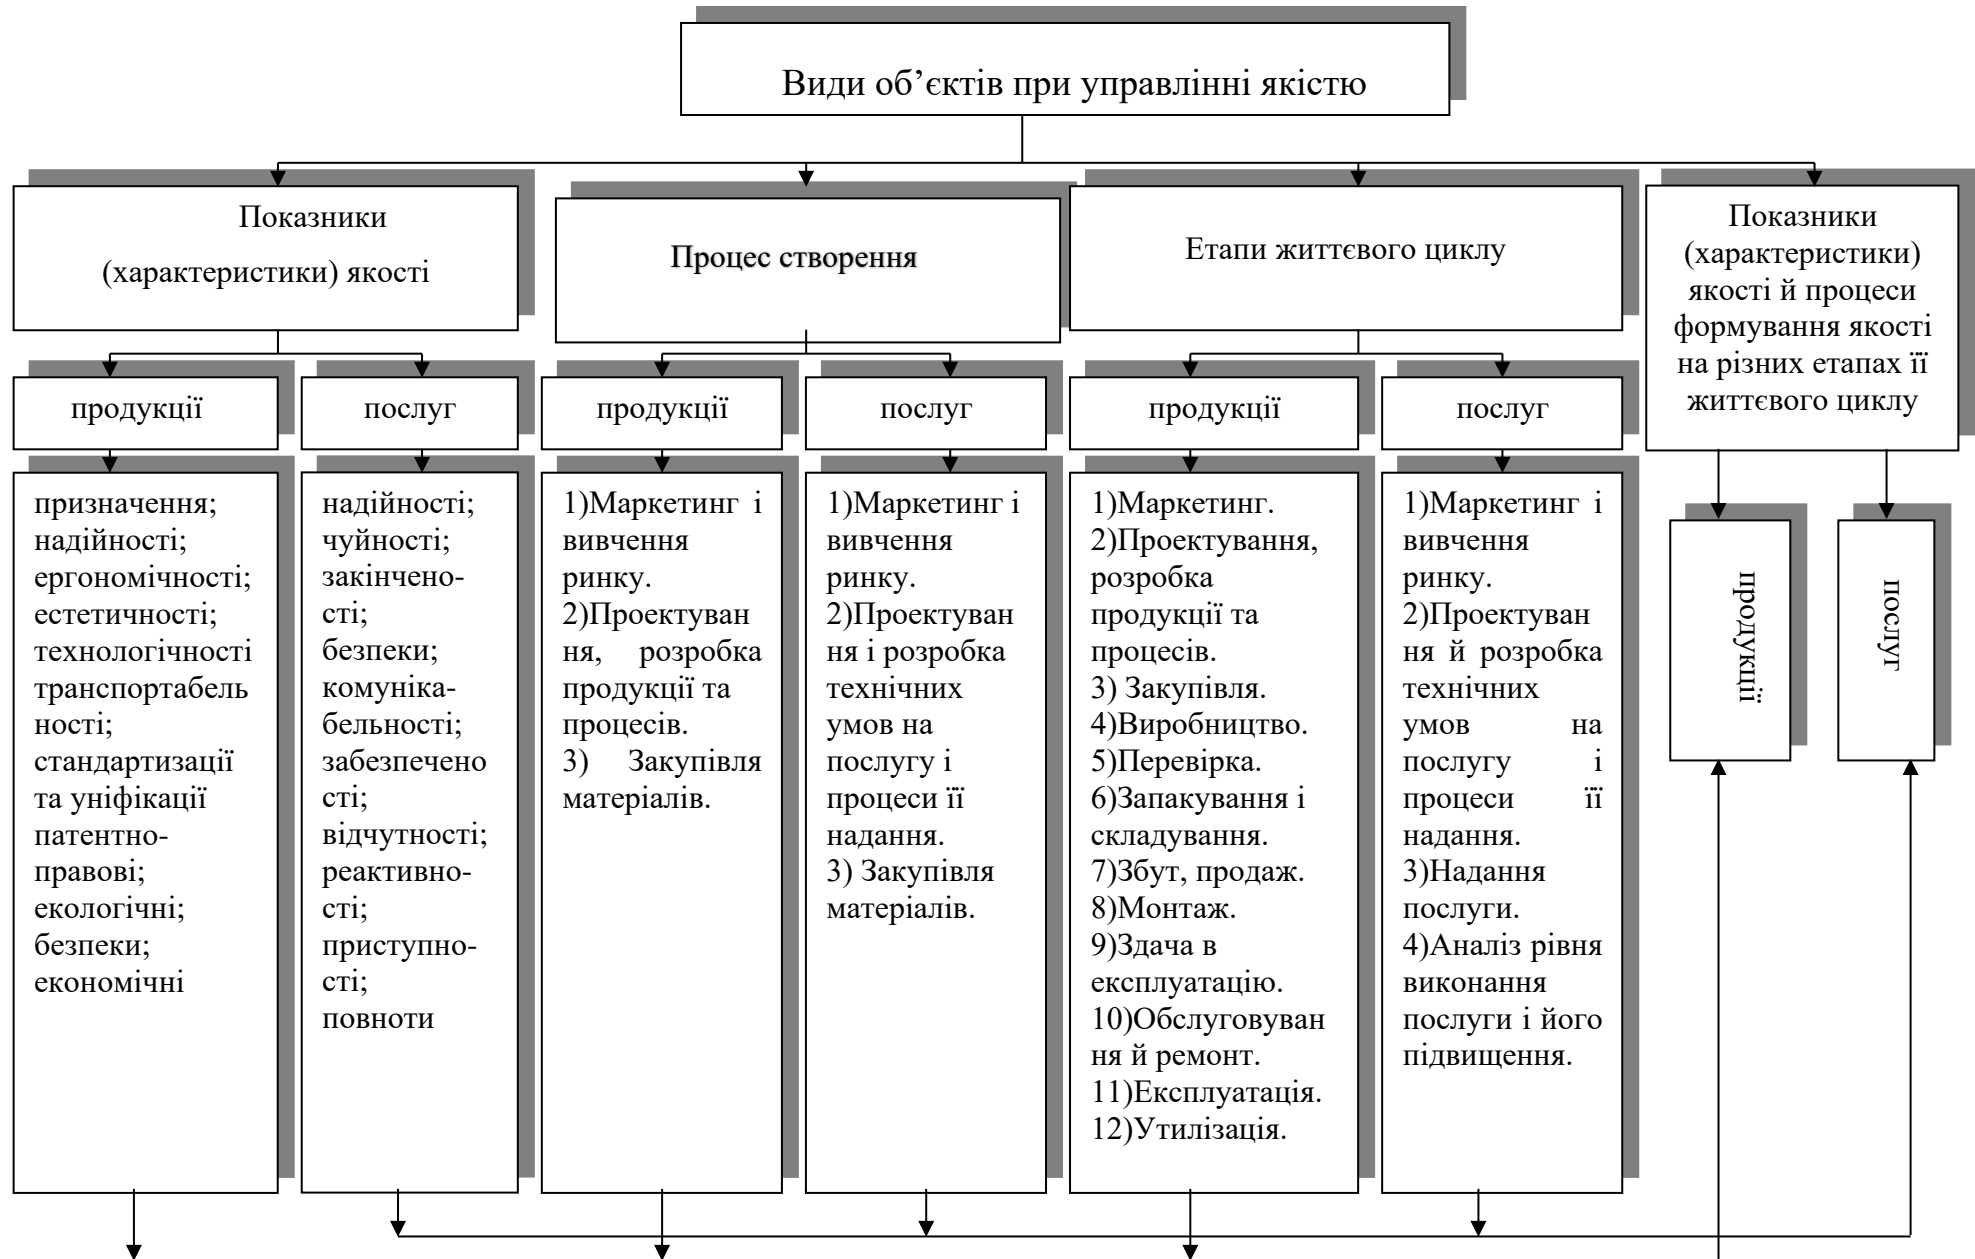 Види об’єктів при управлінні якістю
Показники
(характеристики) якості
Процес створення
Етапи життєвого циклу
Показники
(характеристики)
якості й процеси
формування якості
на різних етапах її
життєвого циклу
продукції
послуг
продукції
послуг
продукції
послуг
призначення;
надійності;
ергономічності;
естетичності;
технологічності
транспортабель
ності;
стандартизації
та уніфікації
патентно-
правові;
екологічні;
безпеки;
економічні
надійності;
чуйності;
закінчено-
сті;
безпеки;
комуніка-
бельності;
забезпечено
сті;
відчутності;
реактивно-
сті;
приступно-
сті;
повноти
1)Маркетинг і
вивчення
ринку.
2)Проектуван
ня, розробка
продукції та
процесів.
3) Закупівля
матеріалів.
1)Маркетинг і
вивчення
ринку.
2)Проектуван
ня і розробка
технічних
умов на
послугу і
процеси її
надання.
3) Закупівля
матеріалів.
1)Маркетинг.
2)Проектування,
розробка
продукції та
процесів.
3) Закупівля.
4)Виробництво.
5)Перевірка.
6)Запакування і
складування.
7)Збут, продаж.
8)Монтаж.
9)Здача в
експлуатацію.
10)Обслуговуван
ня й ремонт.
11)Експлуатація.
12)Утилізація.
1)Маркетинг і
вивчення
ринку.
2)Проектуван
ня й розробка
технічних
умов на
послугу і
процеси її
надання.
3)Надання
послуги.
4)Аналіз рівня
виконання
послуги і його
підвищення.
продукції
послуг